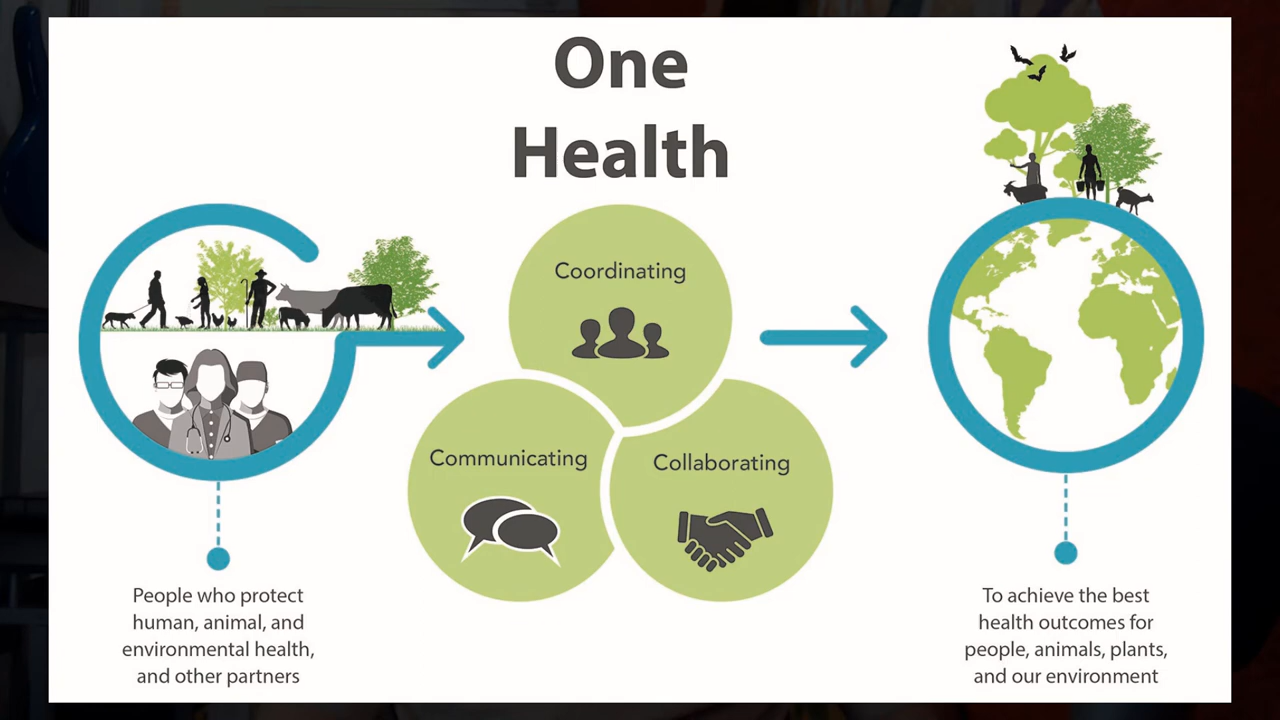 One
Health
Coordinating
Communicating
Collaborating
People who protect
human, animal, and
environmental health,
and other partners
To achieve the best
health outcomes for
people, animals, plants,
and our environment